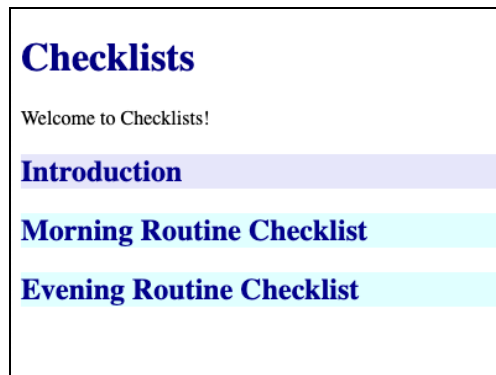 Checklists
Welcome to Checklists!
Introduction
Morning Routine Checklist
Evening Routine Checklist